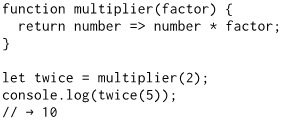 function multiplier(factor) {
  return number => number * factor;
}

let twice = multiplier(2);
console.log(twice(5));
// → 10